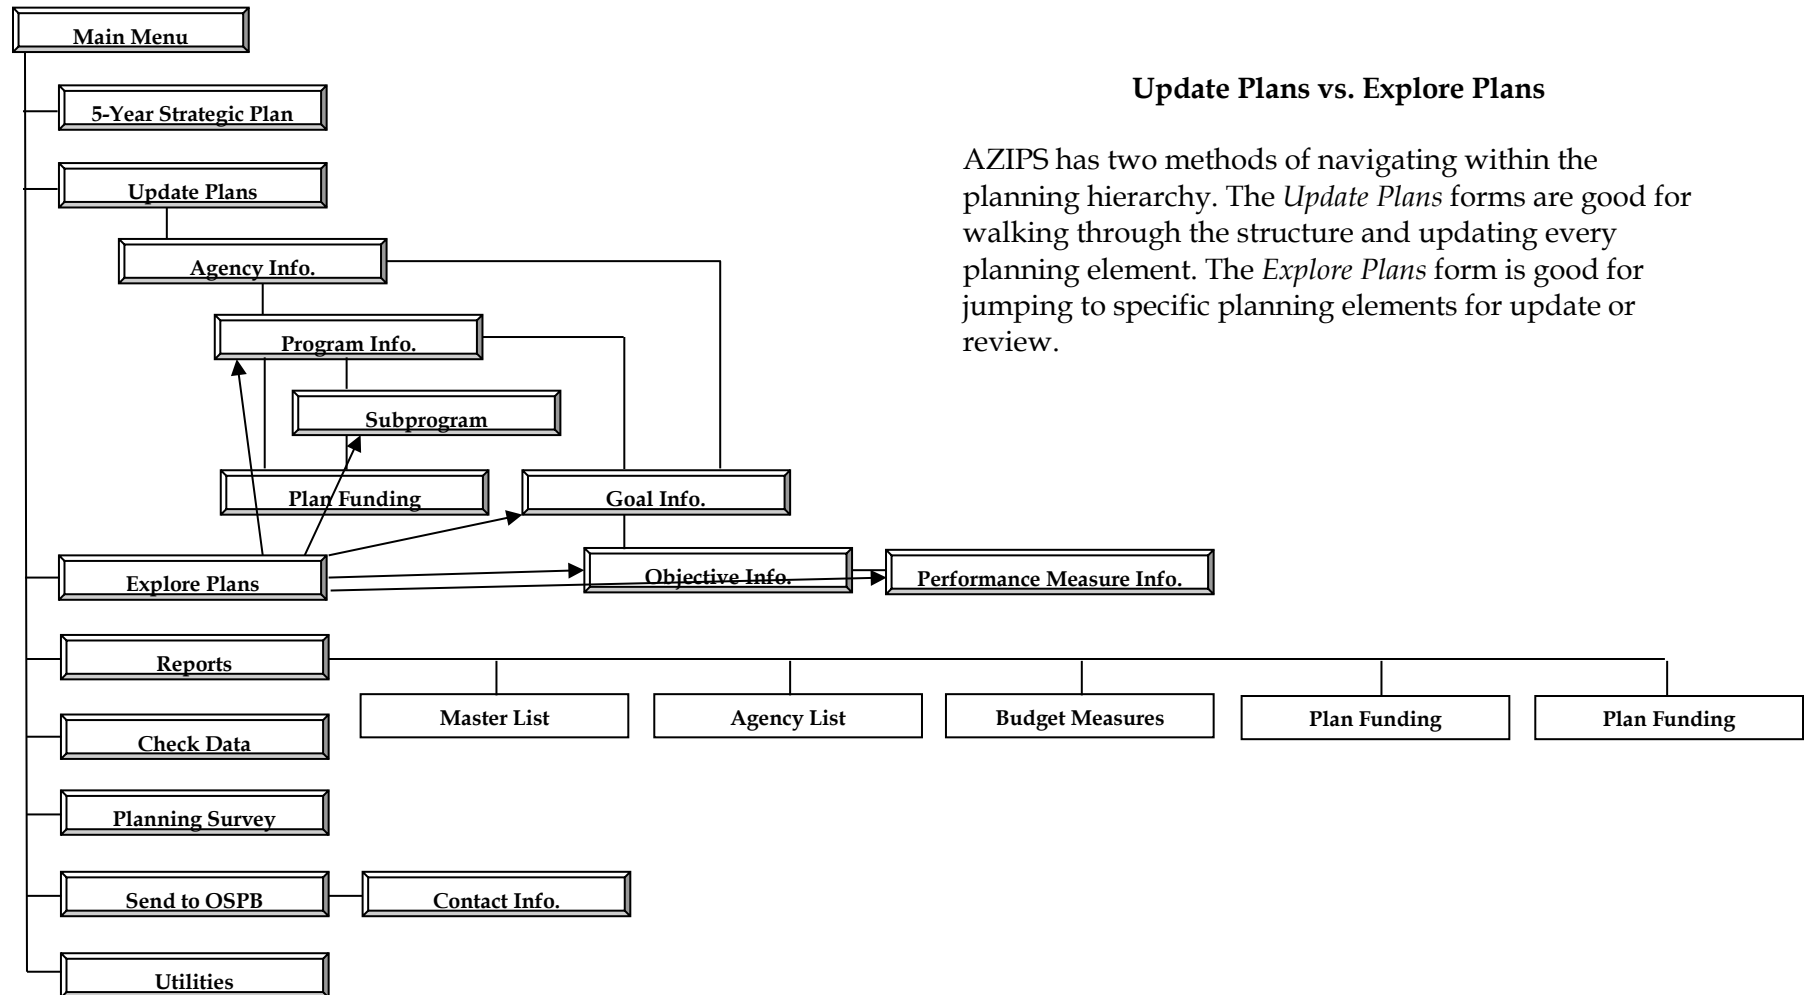 Main Menu
Update Plans vs. Explore Plans
5-Year Strategic Plan
AZIPS has two methods of navigating within the
planning hierarchy. The Update Plans forms are good for
walking through the structure and updating every
planning element. The Explore Plans form is good for
jumping to specific planning elements for update or
review.
Update Plans
Agency Info.
Program Info.
Subprogram
Plan Funding
Goal Info.
Explore Plans
Objective Info.
Performance Measure Info.
Reports
Master List
Agency List
Budget Measures
Plan Funding
Plan Funding
Check Data
Planning Survey
Send to OSPB
Contact Info.
Utilities